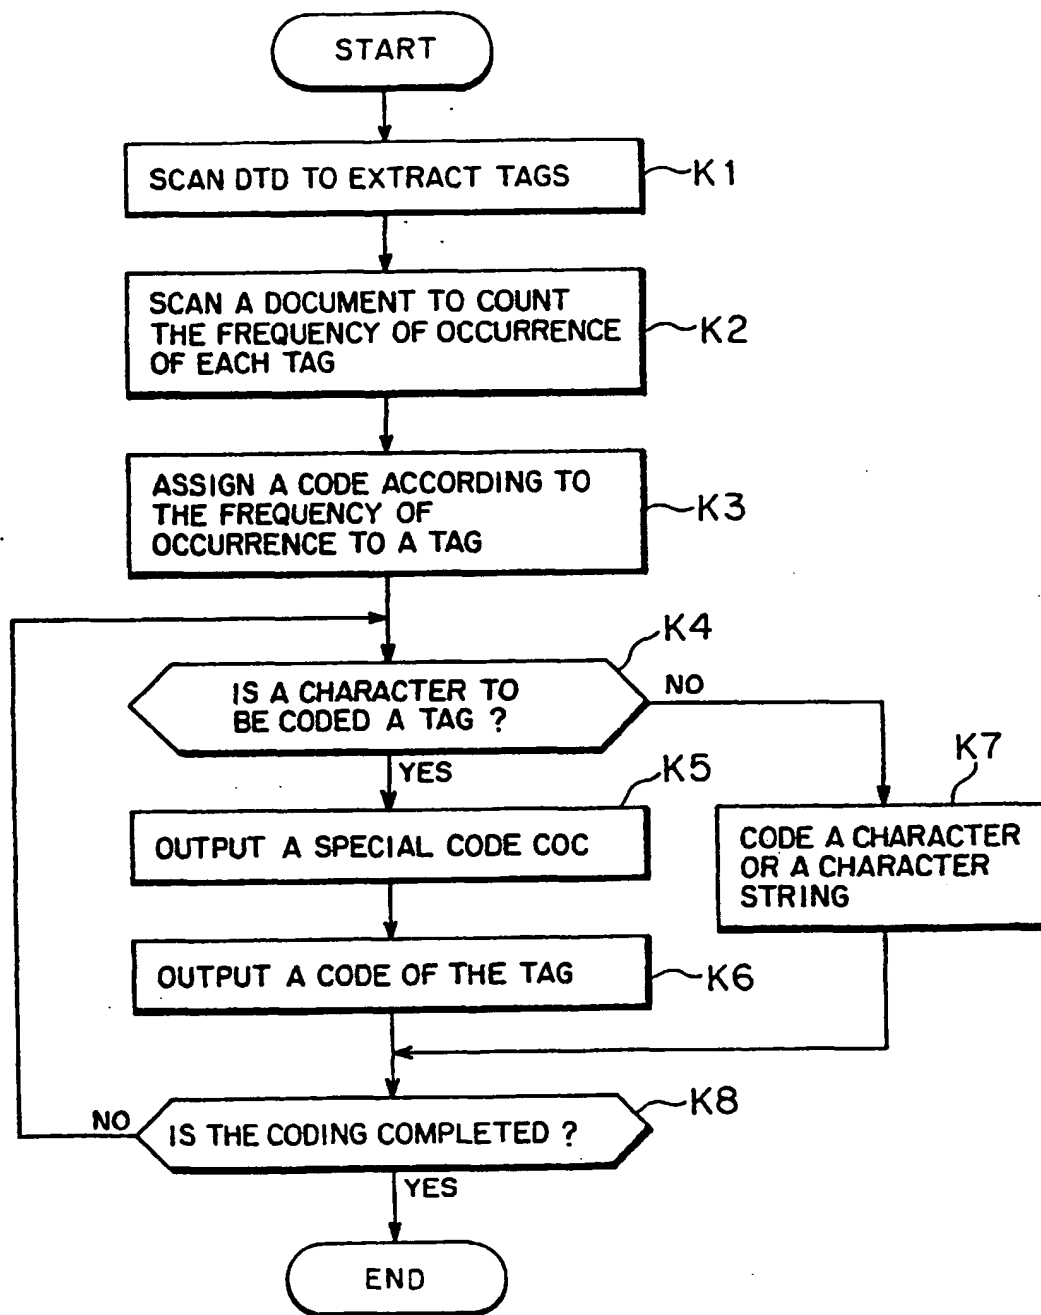 START
SCAN DTD TO EXTRACT TAGS
K1
SCAN A DOCUMENT TO COUNT
THE FREQUENCY OF OCCURRENCE
OF EACH TAG
K2
ASSIGN A CODE ACCORDING TO
THE FREQUENCY OF
OCCURRENCE TO A TAG
K3
K4
IS A CHARACTER TO
BE CODED A TAG ?
NO
YES
K5
K7
OUTPUT A SPECIAL CODE COC
CODE A CHARACTER
OR A CHARACTER
STRING
OUTPUT A CODE OF THE TAG
K6
K8
NO
IS THE CODING COMPLETED ?
YES
END